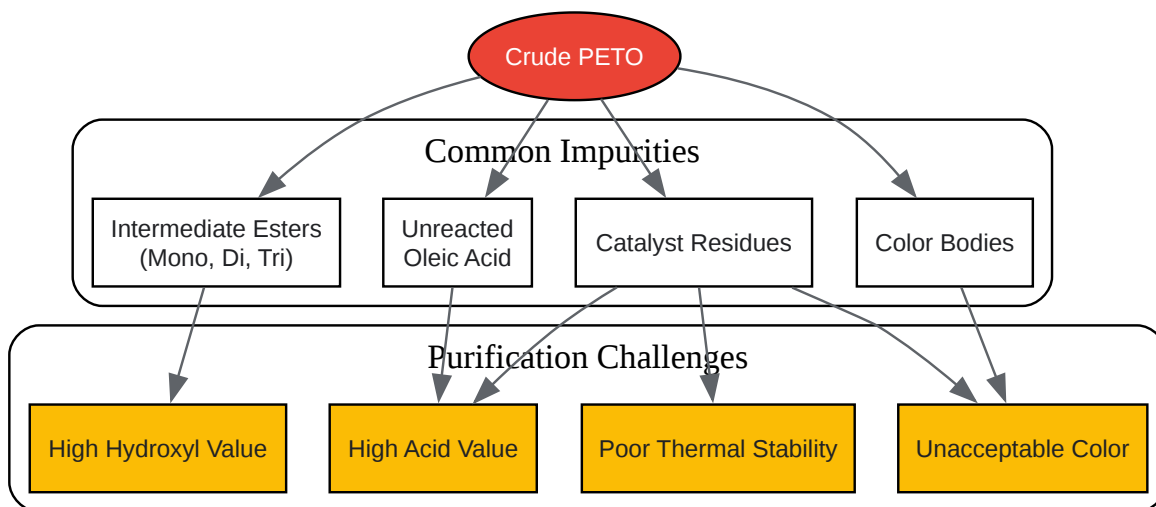 Crude PETO
Common Impurities
Intermediate Esters
(Mono, Di, Tri)
Unreacted
Oleic Acid
Catalyst Residues
Color Bodies
Purification Challenges
High Hydroxyl Value
High Acid Value
Poor Thermal Stability
Unacceptable Color